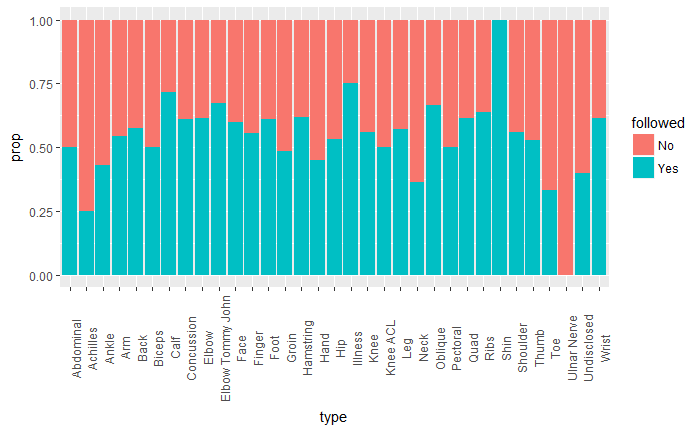 1.00
0.75
0.50
0.25
0.00
prop
Abdominal
Achilles
Ankle
Arm
Back
Biceps
Calf
Concussion
Elbow
Elbow Tommy John
Face
Finger
Foot
Groin
Hamstring
Hand
Hip
Illness
Knee
Knee ACL
Leg
Neck
Oblique
Pectoral
Quad
Ribs
Shin
Shoulder
Thumb
Toe
Ulnar Nerve
Undisclosed
Wrist
type
followed
No
Yes